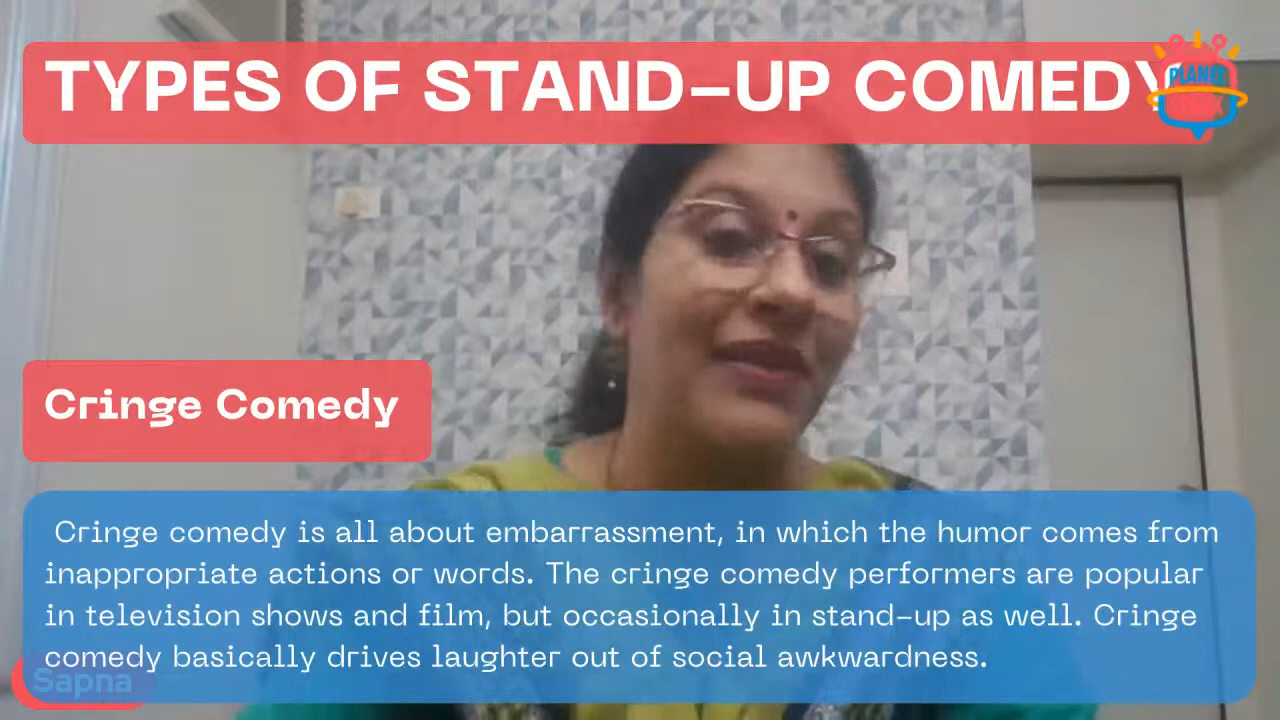 TYPES OF STAND-UP COMEDY
PLANET
Cringe Comedy
Cringe comedy is all about embarrassment, in which the humor comes from
inappropriate actions or words. The cringe comedy performers are popular
in television shows and film, but occasionally in stand-up as well. Cringe
comedy basically drives laughter out of social awkwardness.
Sapna